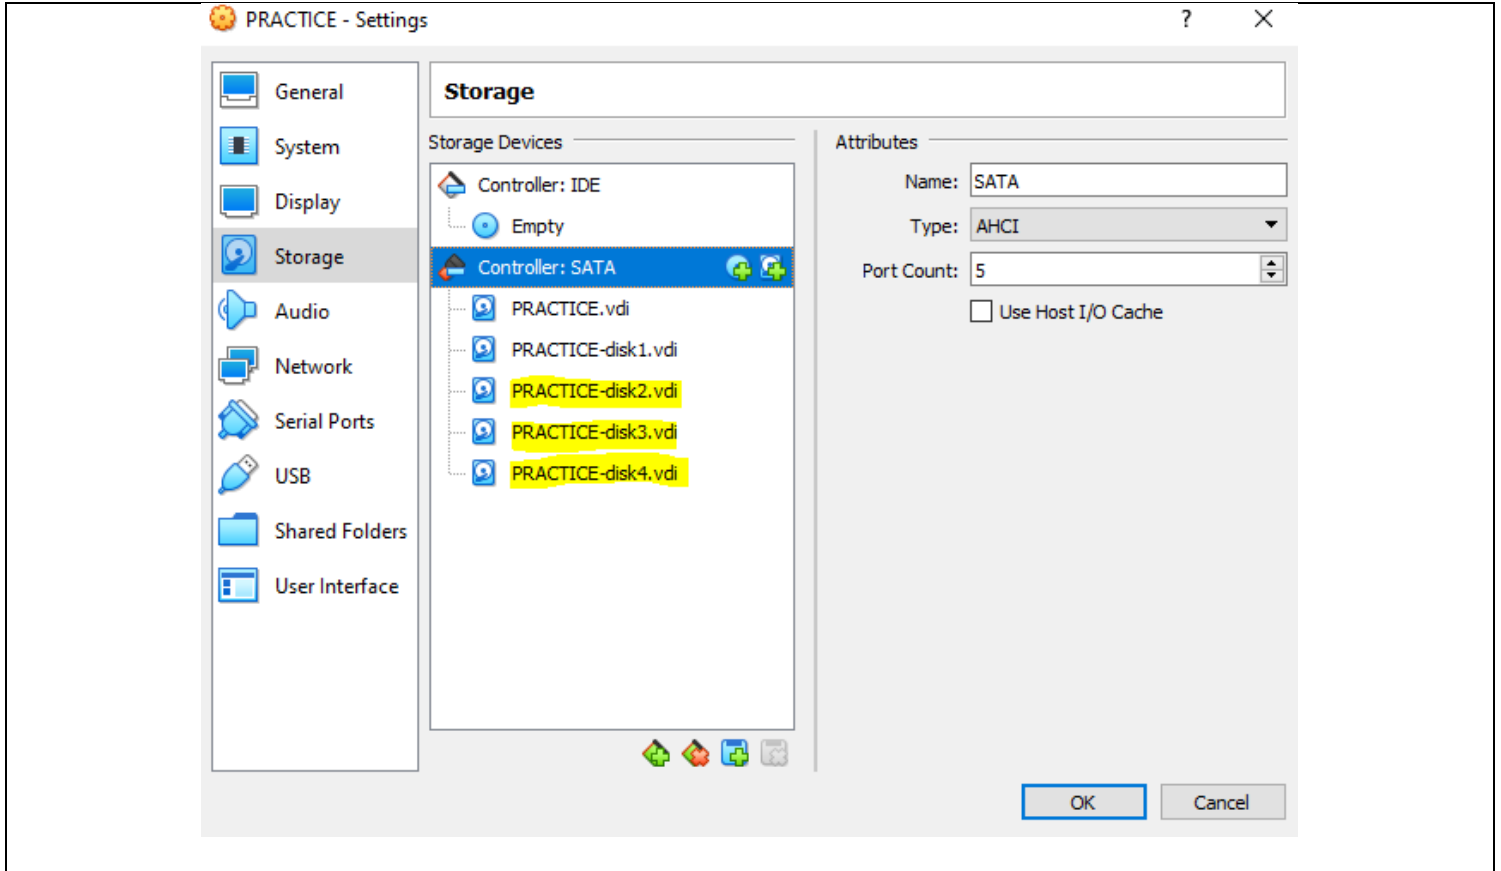 PRACTICE - Settings
?
General
System
Display
Storage
Audio
Network
Serial Ports
USB
Shared Folders
User Interface
Storage
Storage Devices
Controller: IDE
Empty
Controller: SATA
PRACTICE.vdi
PRACTICE-disk1.vdi
PRACTICE-disk2.vdi
PRACTICE-disk3.vdi
PRACTICE-disk4.vdi
Attributes
Name: SATA
Type: AHCI
Port Count: 5
Use Host I/O Cache
OK
Cancel